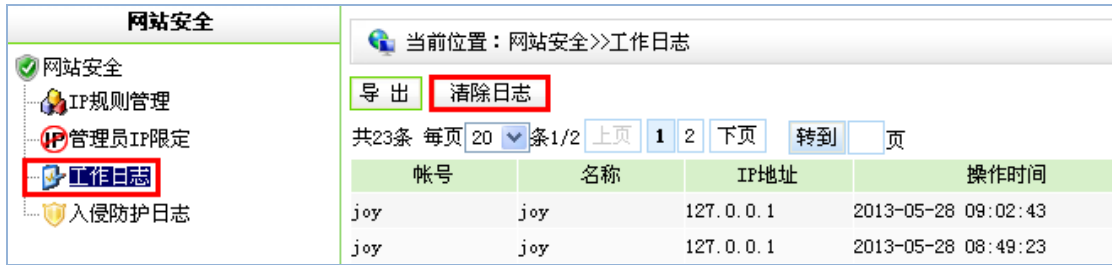 网站安全
网站安全
IP规则管理
管理员IP限定
工作日志
入侵防护日志
当前位置：网站安全>>工作日志
导 出 清除日志
共23条 每页 20 条1/2 上页 1 2 下页 转到 页
帐号 名称 IP地址 操作时间
joy joy 127.0.0.1 2013-05-28 09:02:43
joy joy 127.0.0.1 2013-05-28 08:49:23